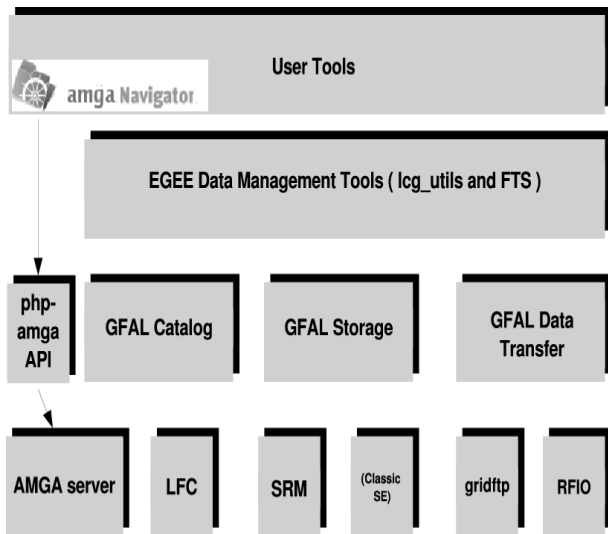 User Tools
amga Navigator
EGEE Data Management Tools ( lcg_utils and FTS )
php-
amga
API
GFAL Catalog
GFAL Storage
GFAL Data
Transfer
AMGA server
LFC
SRM
(Classic
SE)
gridftp
RFIO